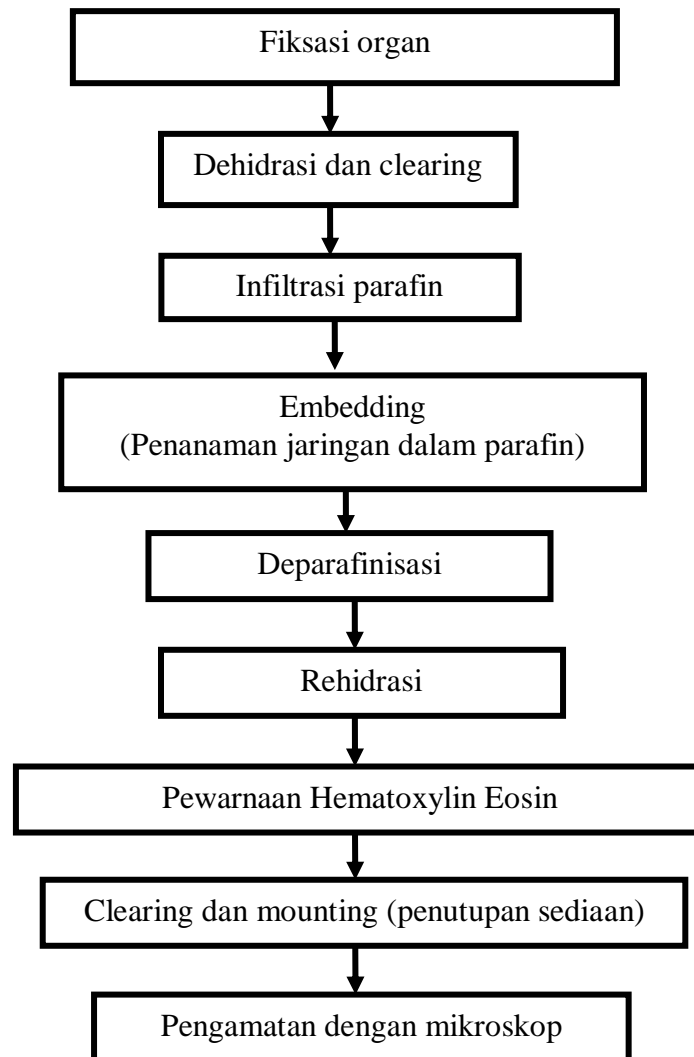 Fiksasi organ
Dehidrasi dan clearing
Infiltrasi parafin
Embedding
(Penanaman jaringan dalam parafin)
Deparafinisasi
Rehidrasi
Pewarnaan Hematoxylin Eosin
Clearing dan mounting (penutupan sediaan)
Pengamatan dengan mikroskop